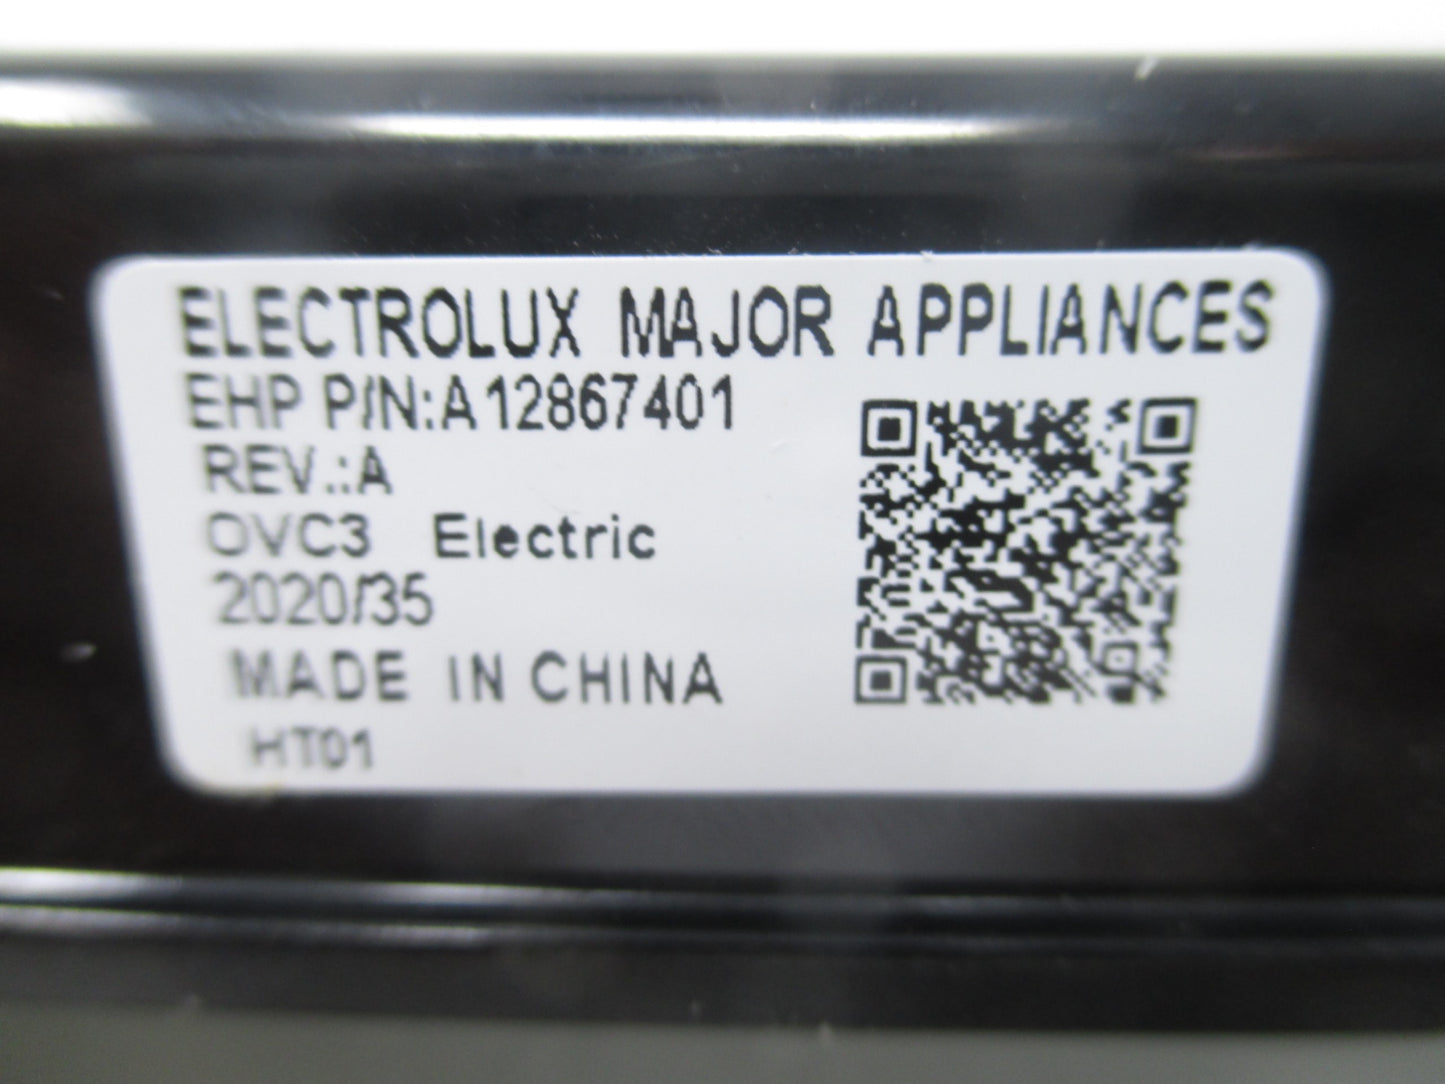 ELECTROLUX MAJOR APPLIANCES
EHP P/N:A12867401
REV.:A
OVC3 Electric
2020/35
MADE IN CHINA
HT01